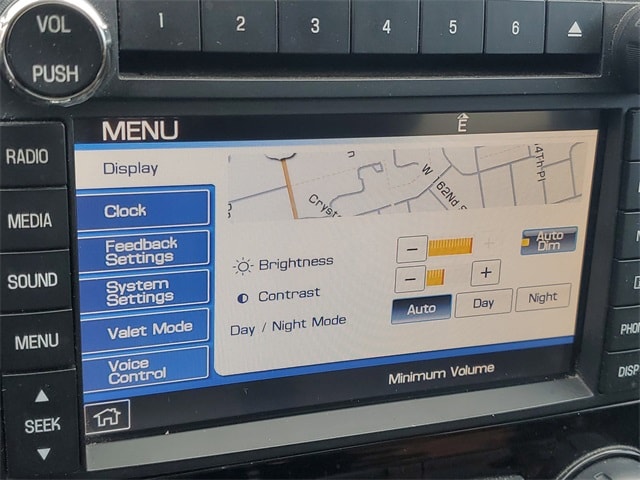 VOL
PUSH
1 2 3 4 5 6
RADIO
MEDIA
SOUND
MENU
SEEK
MENU
E
Display
Clock
Feedback
Settings
System
Settings
Valet Mode
Voice
Control
W 162Nd
Brightness
- +
Auto
Dim
Contrast
- +
Day / Night Mode
Auto Day Night
Minimum Volume